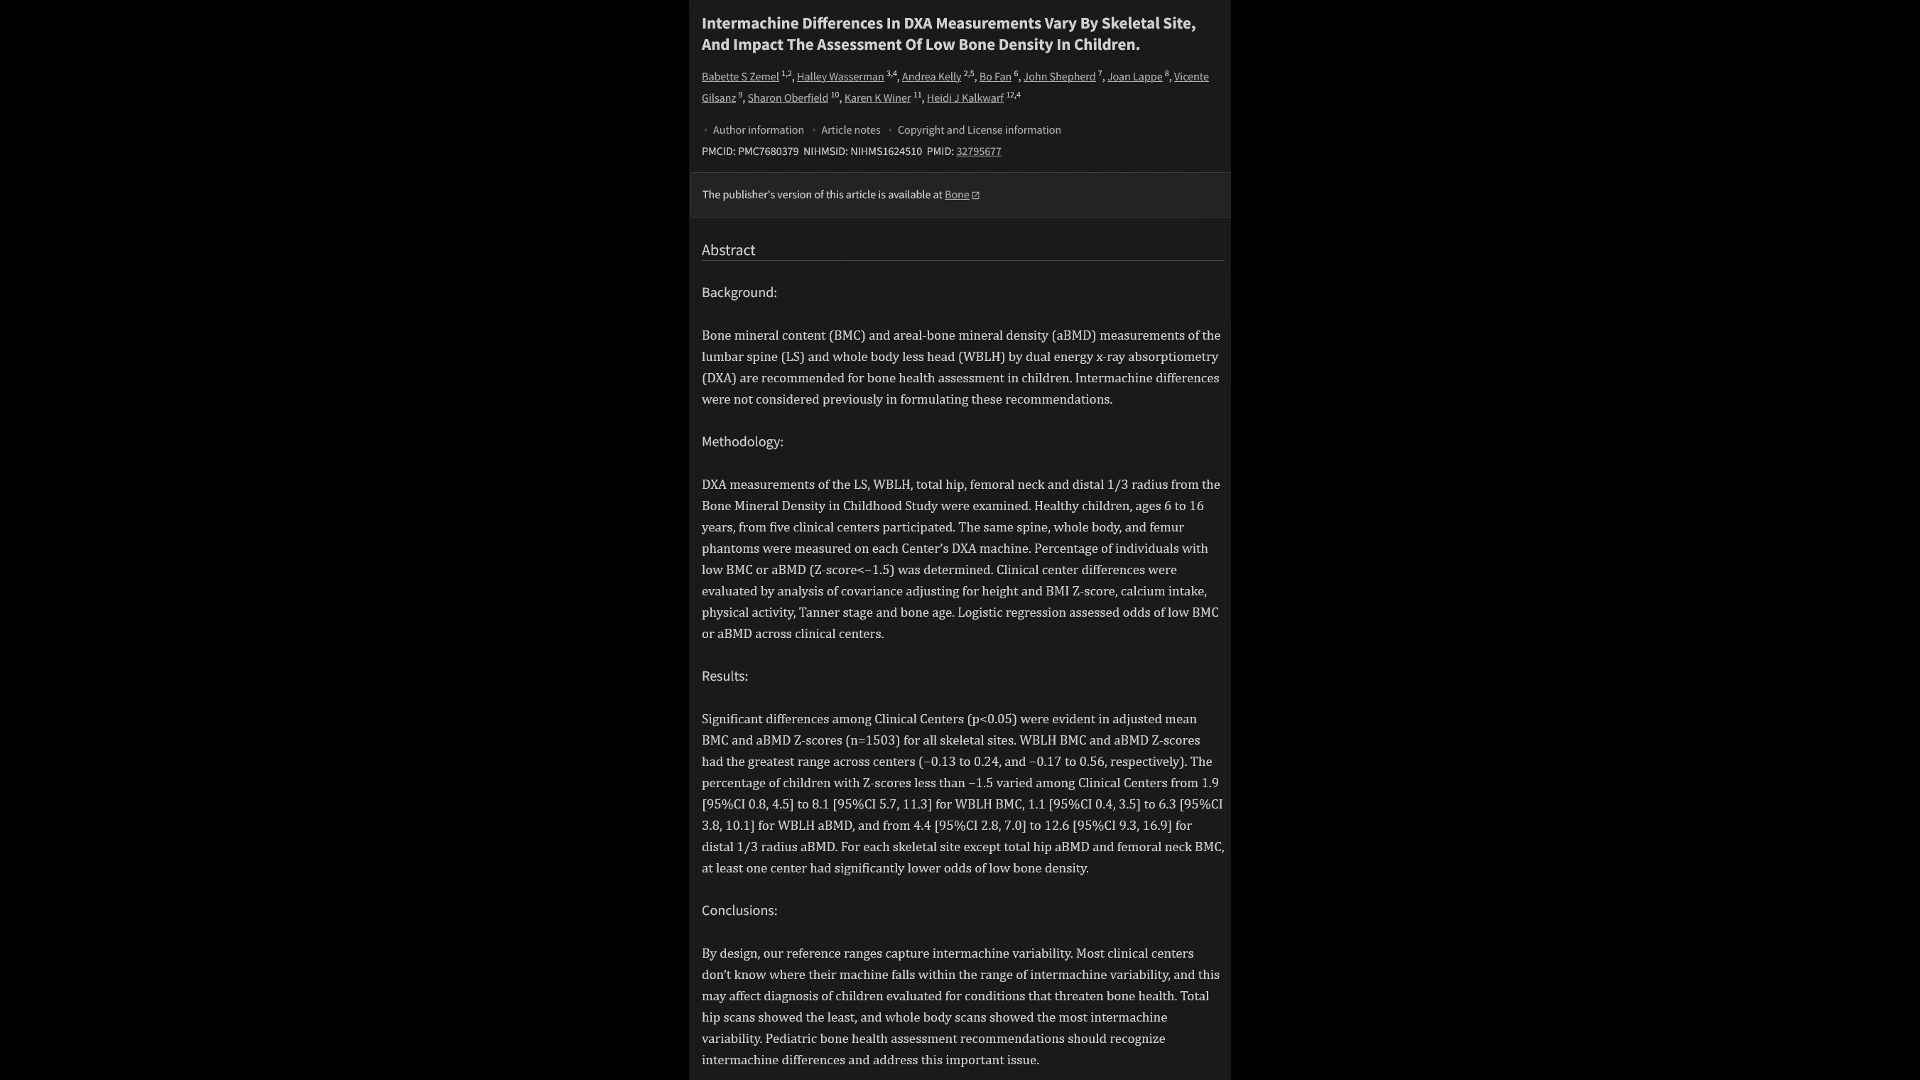 Intermachine Differences In DXA Measurements Vary By Skeletal Site,
And Impact The Assessment Of Low Bone Density In Children.
Babette S Zemel 1,2, Halley Wasserman 3,4, Andrea Kelly 2,5, Bo Fan 6, John Shepherd 7, Joan Lappe 8, Vicente
Gilsanz 9, Sharon Oberfield 10, Karen K Winer 11, Heidi J Kalkwarf 12,4
Author information Article notes Copyright and License information
PMCID: PMC7680379 NIHMSID: NIHMS1624510 PMID: 32795677
The publisher's version of this article is available at Bone
Abstract
Background:
Bone mineral content (BMC) and areal-bone mineral density (aBMD) measurements of the
lumbar spine (LS) and whole body less head (WBLH) by dual energy x-ray absorptiometry
(DXA) are recommended for bone health assessment in children. Intermachine differences
were not considered previously in formulating these recommendations.
Methodology:
DXA measurements of the LS, WBLH, total hip, femoral neck and distal 1/3 radius from the
Bone Mineral Density in Childhood Study were examined. Healthy children, ages 6 to 16
years, from five clinical centers participated. The same spine, whole body, and femur
phantoms were measured on each Center's DXA machine. Percentage of individuals with
low BMC or aBMD (Z-score<−1.5) was determined. Clinical center differences were
evaluated by analysis of covariance adjusting for height and BMI Z-score, calcium intake,
physical activity, Tanner stage and bone age. Logistic regression assessed odds of low BMC
or aBMD across clinical centers.
Results:
Significant differences among Clinical Centers (p<0.05) were evident in adjusted mean
BMC and aBMD Z-scores (n=1503) for all skeletal sites. WBLH BMC and aBMD Z-scores
had the greatest range across centers (−0.13 to 0.24, and −0.17 to 0.56, respectively). The
percentage of children with Z-scores less than −1.5 varied among Clinical Centers from 1.9
[95%CI 0.8, 4.5] to 8.1 [95%CI 5.7, 11.3] for WBLH BMC, 1.1 [95%CI 0.4, 3.5] to 6.3 [95%CI
3.8, 10.1] for WBLH aBMD, and from 4.4 [95%CI 2.8, 7.0] to 12.6 [95%CI 9.3, 16.9] for
distal 1/3 radius aBMD. For each skeletal site except total hip aBMD and femoral neck BMC,
at least one center had significantly lower odds of low bone density.
Conclusions:
By design, our reference ranges capture intermachine variability. Most clinical centers
don't know where their machine falls within the range of intermachine variability, and this
may affect diagnosis of children evaluated for conditions that threaten bone health. Total
hip scans showed the least, and whole body scans showed the most intermachine
variability. Pediatric bone health assessment recommendations should recognize
intermachine differences and address this important issue.